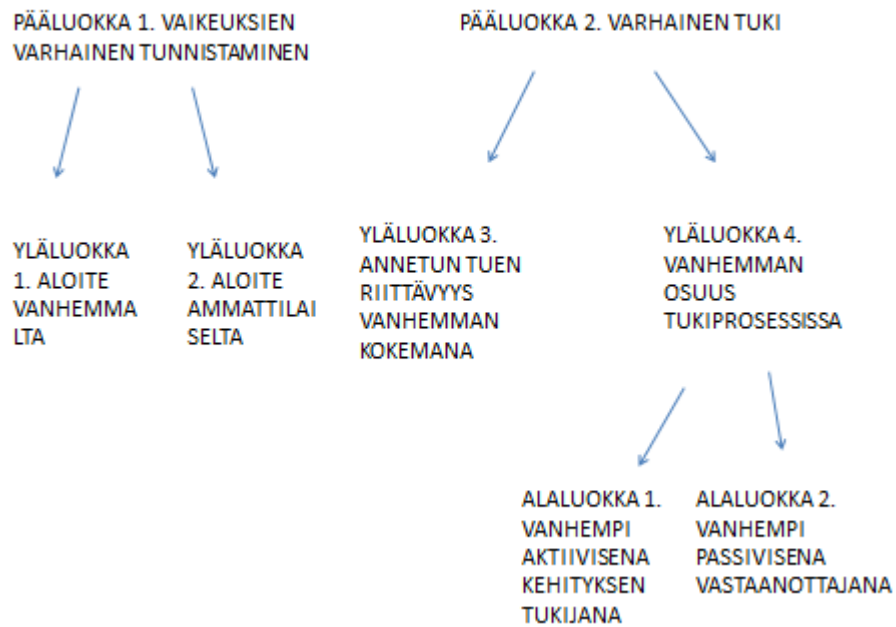 PÄÄLUOKKA 1. VAIKEUKSIEN
VARHAINEN TUNNISTAMINEN
PÄÄLUOKKA 2. VARHAINEN TUKI
YLÄLUOKKA
1. ALOITE
VANHEMMA
LTA
YLÄLUOKKA
2. ALOITE
AMMATTILAI
SELTA
YLÄLUOKKA 3.
ANNETUN TUEN
RIITTÄVYYS
VANHEMMAN
KOKEMANA
YLÄLUOKKA 4.
VANHEMMAN
OSUUS
TUKIPROSESSISSA
ALALUOKKA 1.
VANHEMPI
AKTIIVISENA
KEHITYKSEN
TUKIJANA
ALALUOKKA 2.
VANHEMPI
PASSIVISENA
VASTAANOTTAJANA